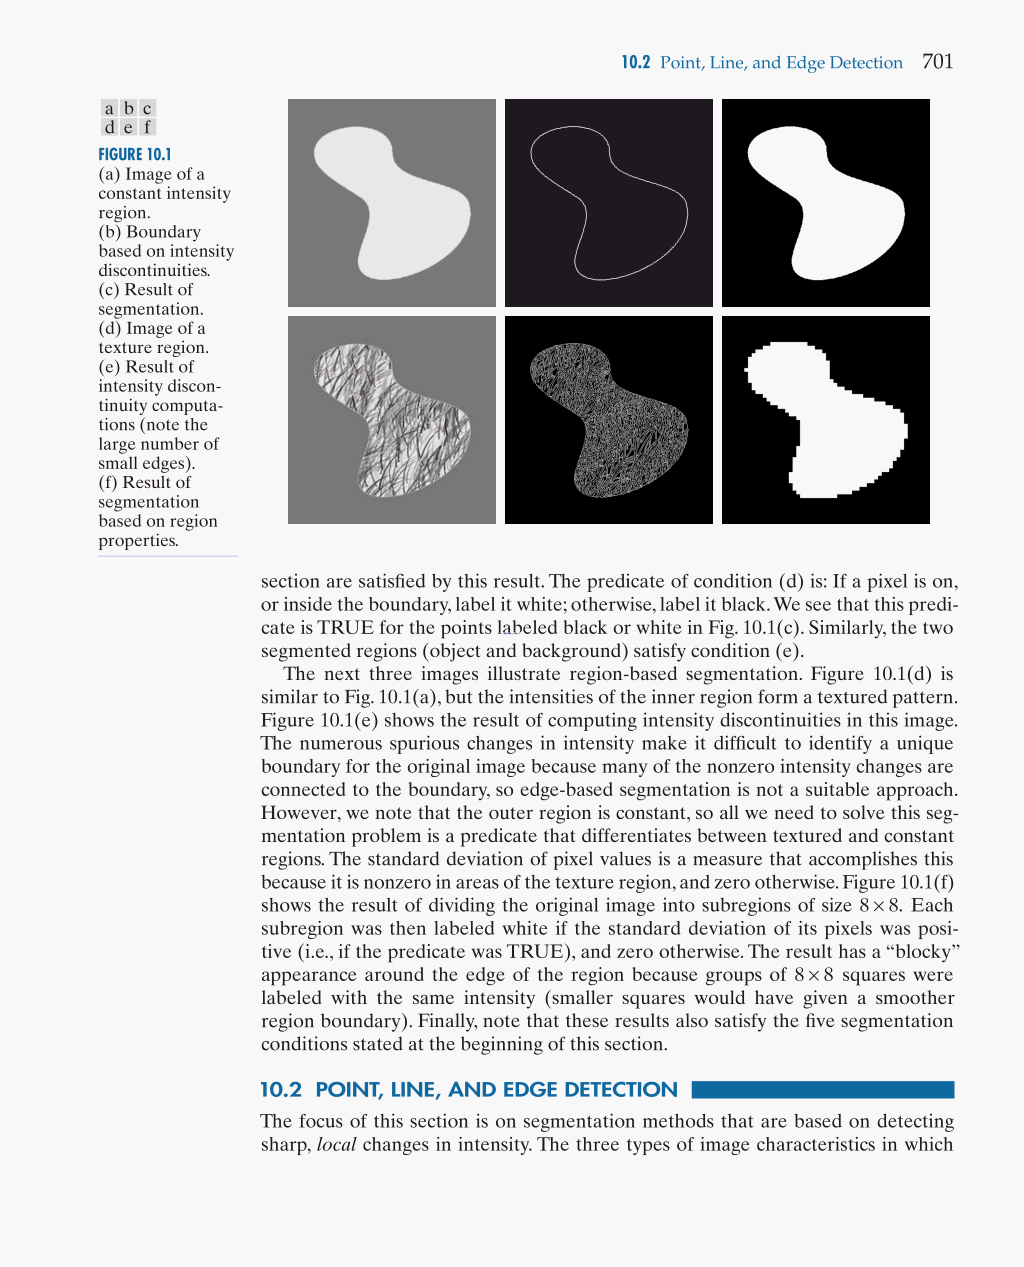 10.2 Point, Line, and Edge Detection 701
a b c
d e f
FIGURE 10.1
(a) Image of a
constant intensity
region.
(b) Boundary
based on intensity
discontinuities.
(c) Result of
segmentation.
(d) Image of a
texture region.
(e) Result of
intensity discon-
tinuity computa-
tions (note the
large number of
small edges).
(f) Result of
segmentation
based on region
properties.
section are satisfied by this result. The predicate of condition (d) is: If a pixel is on,
or inside the boundary, label it white; otherwise, label it black. We see that this predi-
cate is TRUE for the points labeled black or white in Fig. 10.1(c). Similarly, the two
segmented regions (object and background) satisfy condition (e).
The next three images illustrate region-based segmentation. Figure 10.1(d) is
similar to Fig. 10.1(a), but the intensities of the inner region form a textured pattern.
Figure 10.1(e) shows the result of computing intensity discontinuities in this image.
The numerous spurious changes in intensity make it difficult to identify a unique
boundary for the original image because many of the nonzero intensity changes are
connected to the boundary, so edge-based segmentation is not a suitable approach.
However, we note that the outer region is constant, so all we need to solve this seg-
mentation problem is a predicate that differentiates between textured and constant
regions. The standard deviation of pixel values is a measure that accomplishes this
because it is nonzero in areas of the texture region, and zero otherwise. Figure 10.1(f)
shows the result of dividing the original image into subregions of size 8 × 8. Each
subregion was then labeled white if the standard deviation of its pixels was posi-
tive (i.e., if the predicate was TRUE), and zero otherwise. The result has a “blocky”
appearance around the edge of the region because groups of 8 × 8 squares were
labeled with the same intensity (smaller squares would have given a smoother
region boundary). Finally, note that these results also satisfy the five segmentation
conditions stated at the beginning of this section.
10.2 POINT, LINE, AND EDGE DETECTION
The focus of this section is on segmentation methods that are based on detecting
sharp, local changes in intensity. The three types of image characteristics in which